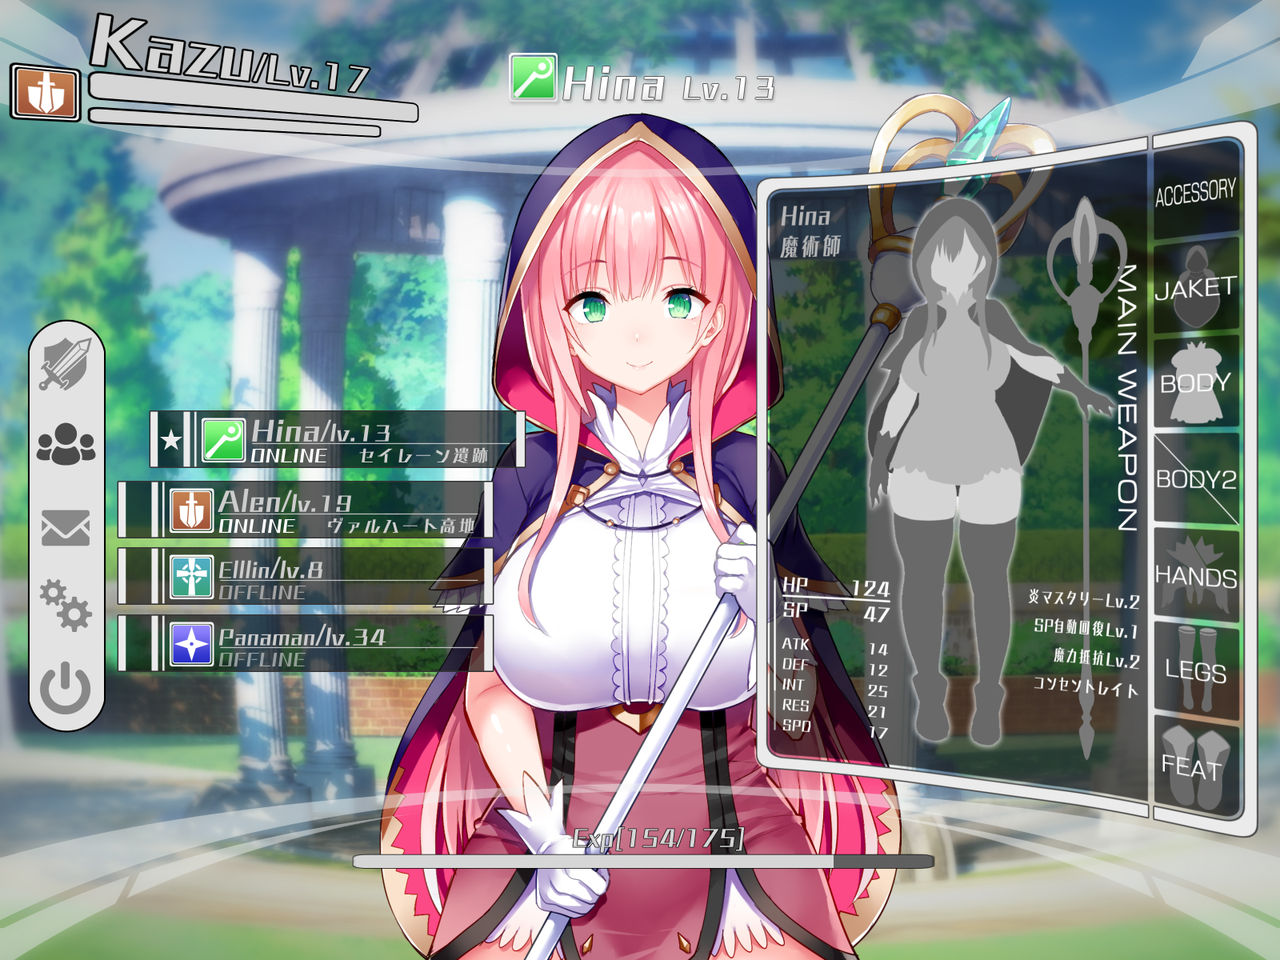 Kazu/Lv.17
Hina Lv.13
Hina/lv.13
ONLINE セイレーン遺跡
Alen/lv.19
ONLINE ヴァルハート高地
Elllin/lv.8
OFFLINE
Panaman/lv.34
OFFLINE
Hina
魔術師
MAIN WEAPON
HP 124
SP 47
ATK 14
DEF 12
INT 25
RES 21
SPD 17
炎マスタリーLv.2
SP自動回復Lv.1
魔力抵抗Lv.2
コンセントレイト
ACCESSORY
JAKET
BODY
BODY2
HANDS
LEGS
FEAT
Exp[154/175]